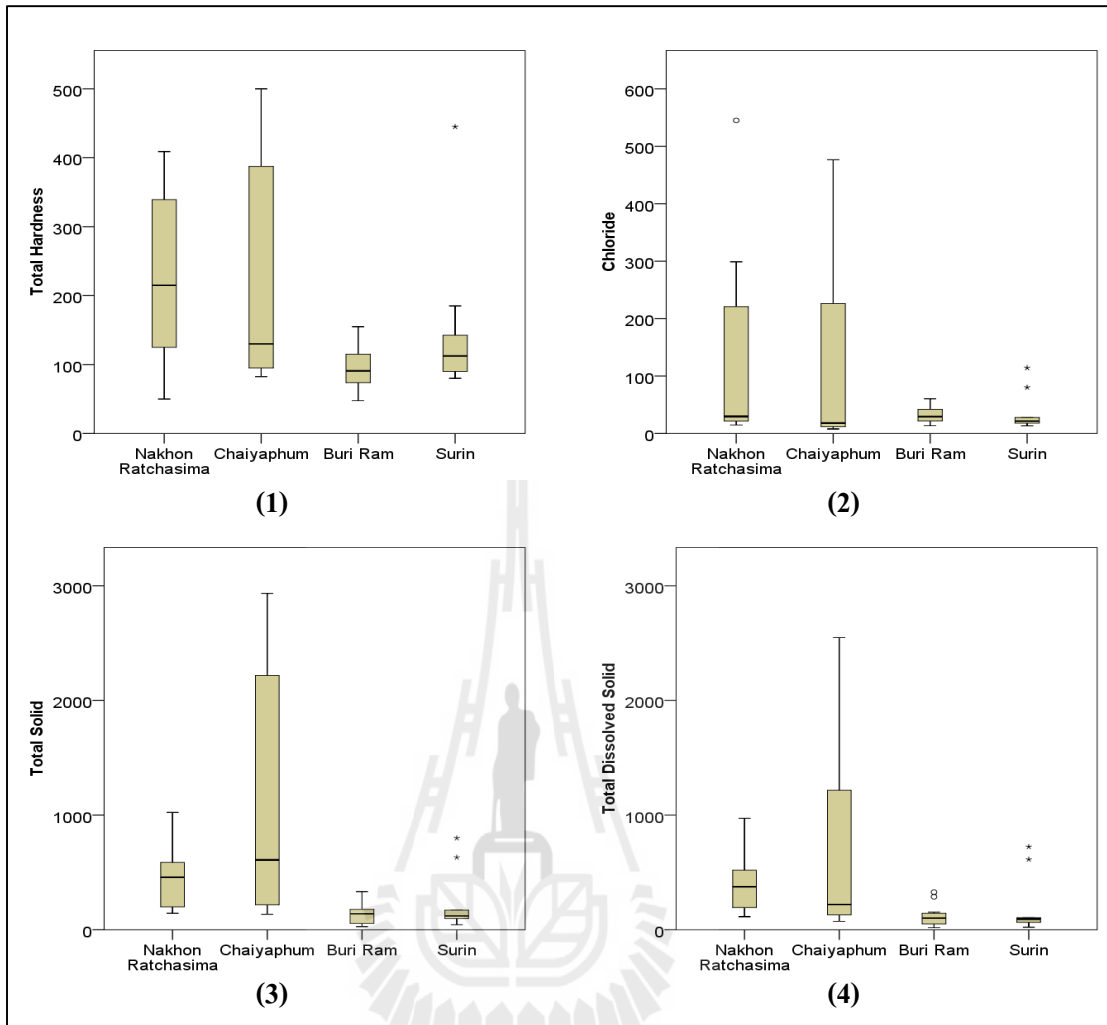 Total Hardness
500
400
300
200
100
0
Nakhon
Ratchasima
Chaiyaphum
Buri Ram
Surin
*
(1)
Chloride
600
500
400
300
200
100
0
Nakhon
Ratchasima
Chaiyaphum
Buri Ram
Surin
*
*
(2)
Total Solid
3000
2000
1000
0
Nakhon
Ratchasima
Chaiyaphum
Buri Ram
Surin
*
*
(3)
Total Dissolved Solid
3000
2000
1000
0
Nakhon
Ratchasima
Chaiyaphum
Buri Ram
Surin
*
*
(4)